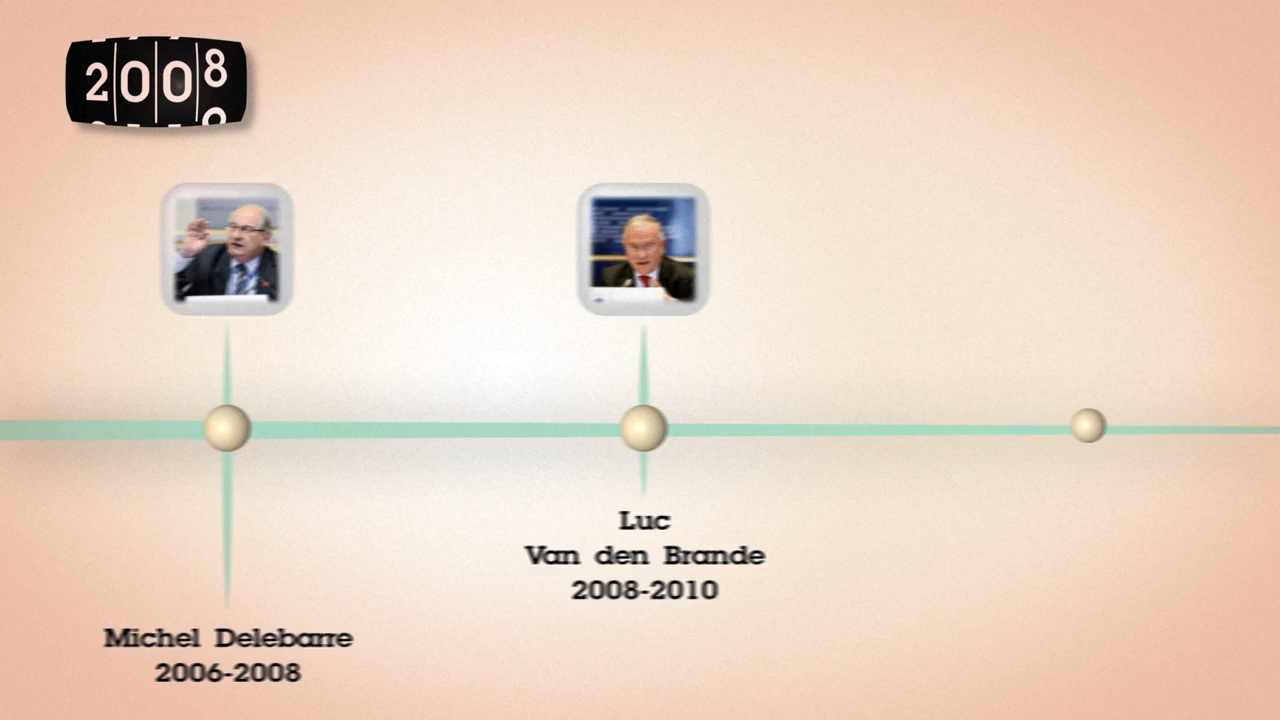 2008
Luc
Van den Brande
2008-2010
Michel Delebarre
2006-2008